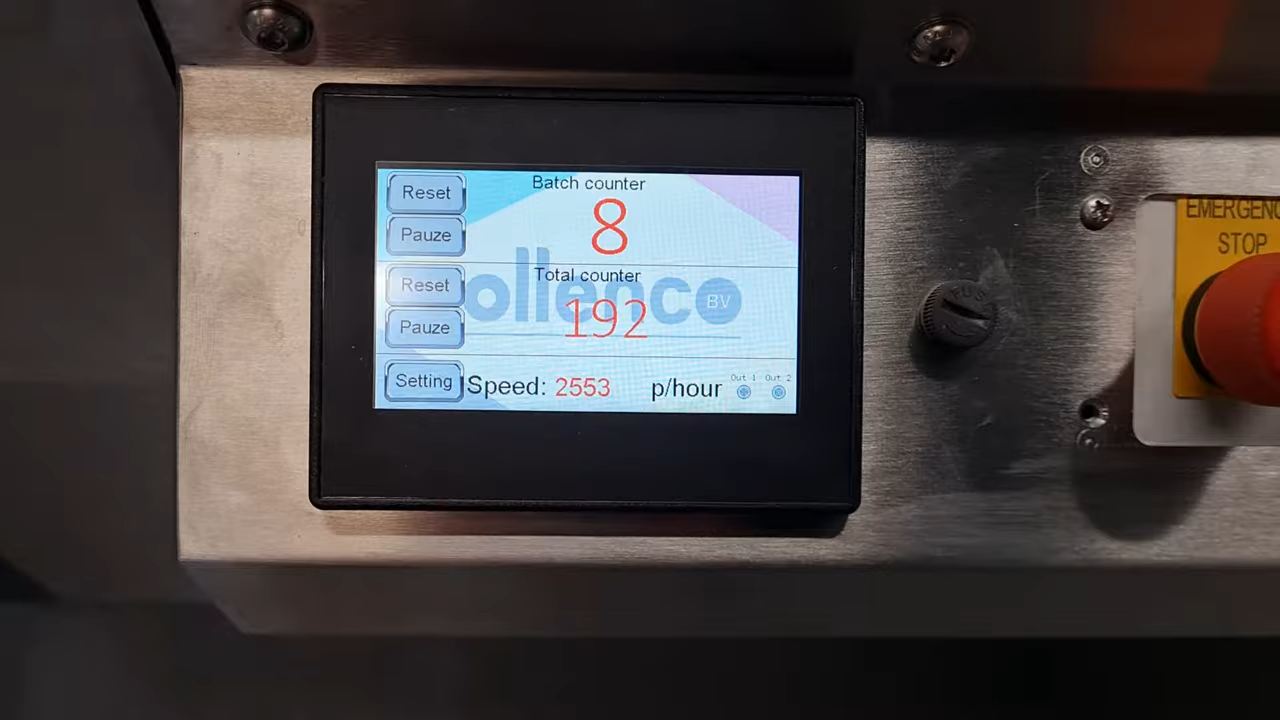 Reset
Batch counter
8
Pauze
Reset
Total counter
ollenco BV
192
Pauze
Setting
Speed: 2553 p/hour
Out 1 Out 2
EMERGENC
STOP